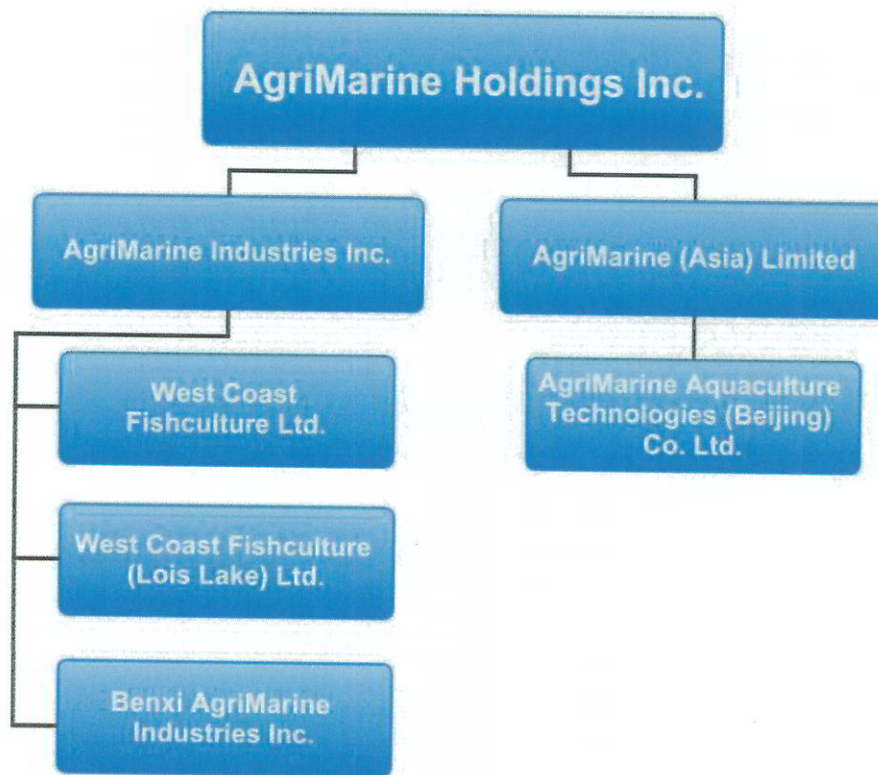 AgriMarine Holdings Inc.
AgriMarine Industries Inc.
AgriMarine (Asia) Limited
West Coast
Fishculture Ltd.
AgriMarine Aquaculture
Technologies (Beijing)
Co. Ltd.
West Coast Fishculture
(Lois Lake) Ltd.
Benxi AgriMarine
Industries Inc.